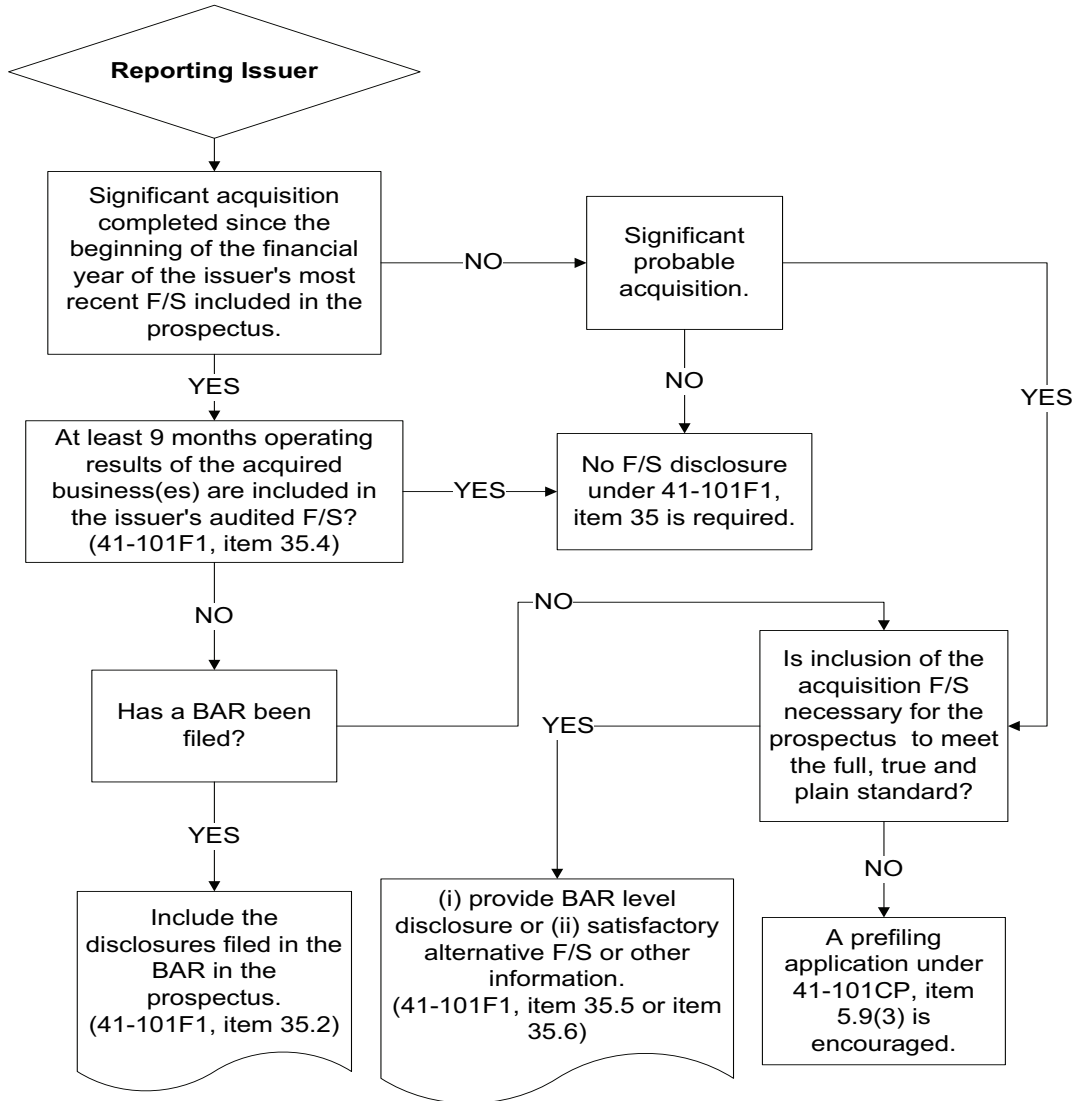 Reporting Issuer
Significant acquisition
completed since the
beginning of the financial
year of the issuer's most
recent F/S included in the
prospectus.
NO
Significant
probable
acquisition.
YES
NO
YES
At least 9 months operating
results of the acquired
business(es) are included in
the issuer's audited F/S?
(41-101F1, item 35.4)
YES
No F/S disclosure
under 41-101F1,
item 35 is required.
NO
NO
Has a BAR been
filed?
Is inclusion of the
acquisition F/S
necessary for the
prospectus to meet
the full, true and
plain standard?
YES
YES
NO
Include the
disclosures filed in the
BAR in the
prospectus.
(41-101F1, item 35.2)
(i) provide BAR level
disclosure or (ii) satisfactory
alternative F/S or other
information.
(41-101F1, item 35.5 or item
35.6)
A prefiling
application under
41-101CP, item
5.9(3) is
encouraged.